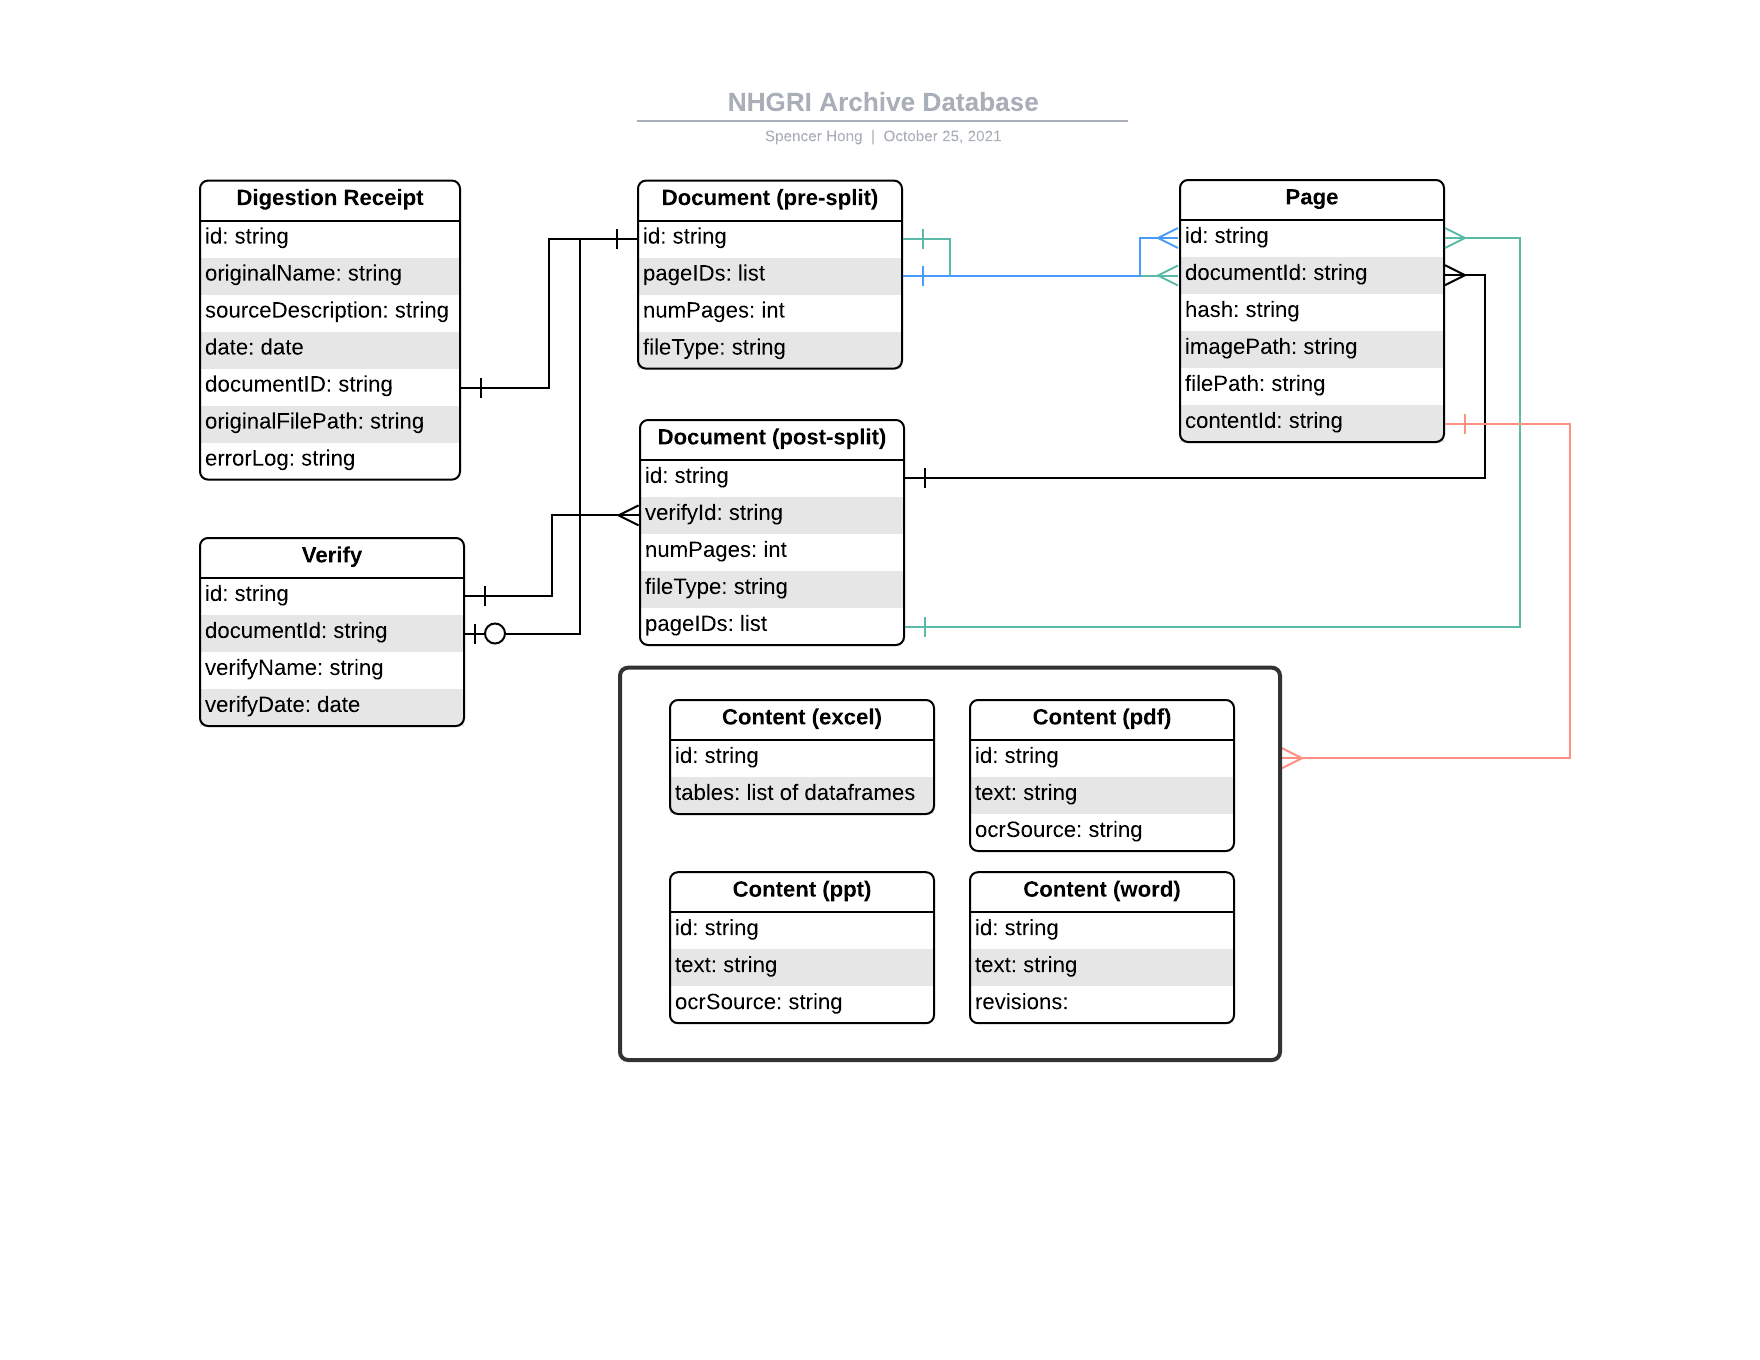 NHGRI Archive Database
Spencer Hong | October 25, 2021
Digestion Receipt
id: string
originalName: string
sourceDescription: string
date: date
documentID: string
originalFilePath: string
errorLog: string
Document (pre-split)
id: string
pageIDs: list
numPages: int
fileType: string
Page
id: string
documentId: string
hash: string
imagePath: string
filePath: string
contentId: string
Document (post-split)
id: string
verifyId: string
numPages: int
fileType: string
pageIDs: list
Verify
id: string
documentId: string
verifyName: string
verifyDate: date
Content (excel)
id: string
tables: list of dataframes
Content (pdf)
id: string
text: string
ocrSource: string
Content (ppt)
id: string
text: string
ocrSource: string
Content (word)
id: string
text: string
revisions: